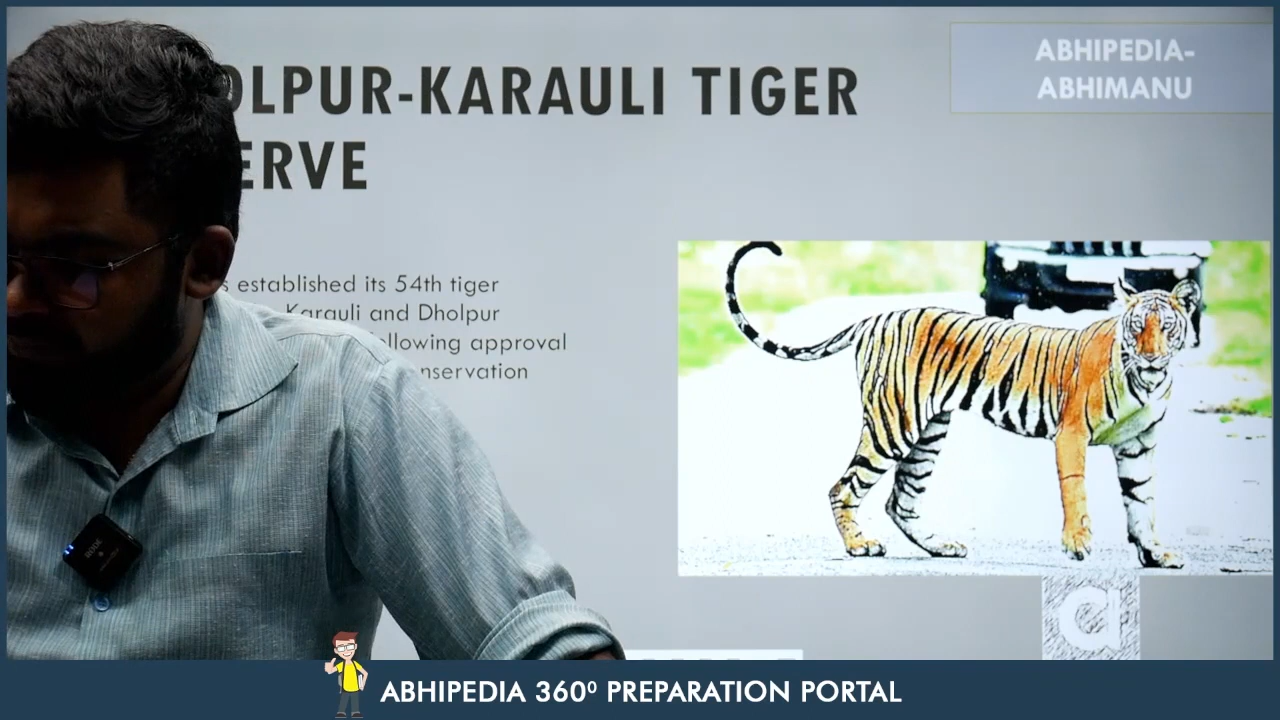 OLPUR-KARAULI TIGER
ERVE
ABHIPEDIA-
ABHIMANU
s established its 54th tiger
Karauli and Dholpur
ollowing approval
nservation
RODE
a
ABHIPEDIA 360⁰ PREPARATION PORTAL